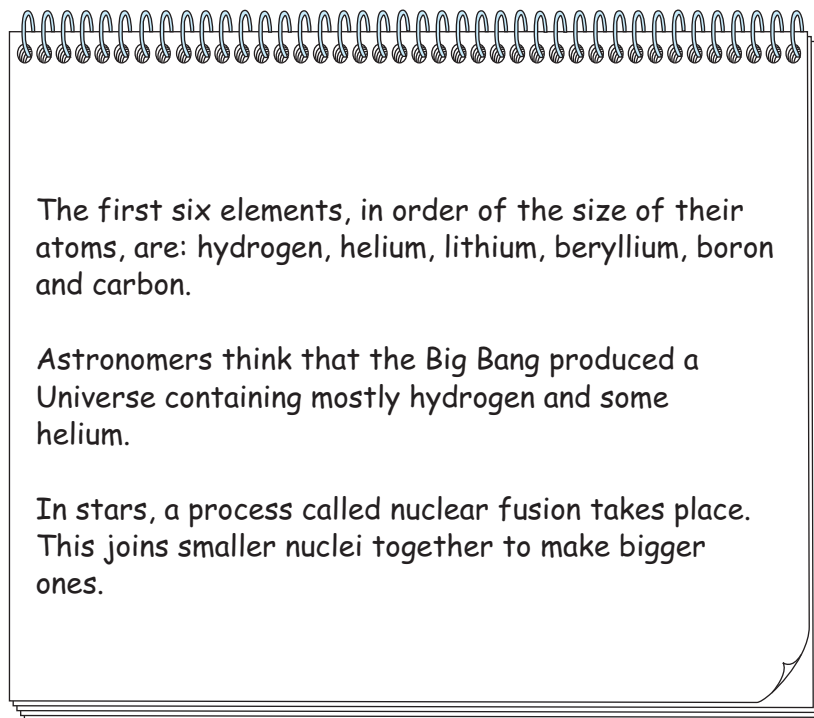 The first six elements, in order of the size of their
atoms, are: hydrogen, helium, lithium, beryllium, boron
and carbon.
Astronomers think that the Big Bang produced a
Universe containing mostly hydrogen and some
helium.
In stars, a process called nuclear fusion takes place.
This joins smaller nuclei together to make bigger
ones.